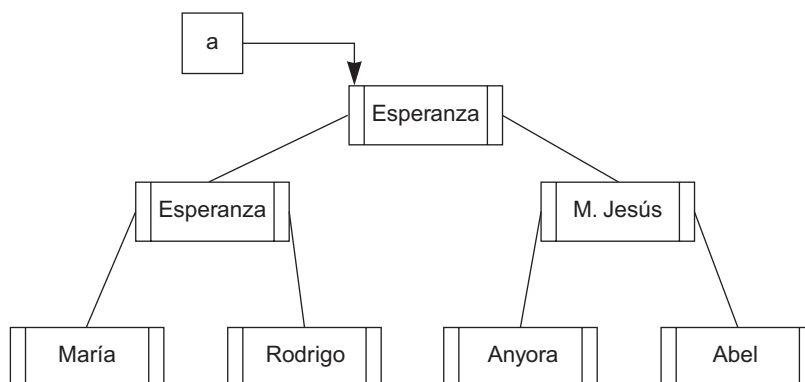 a
Esperanza
Esperanza
M. Jesús
María
Rodrigo
Anyora
Abel